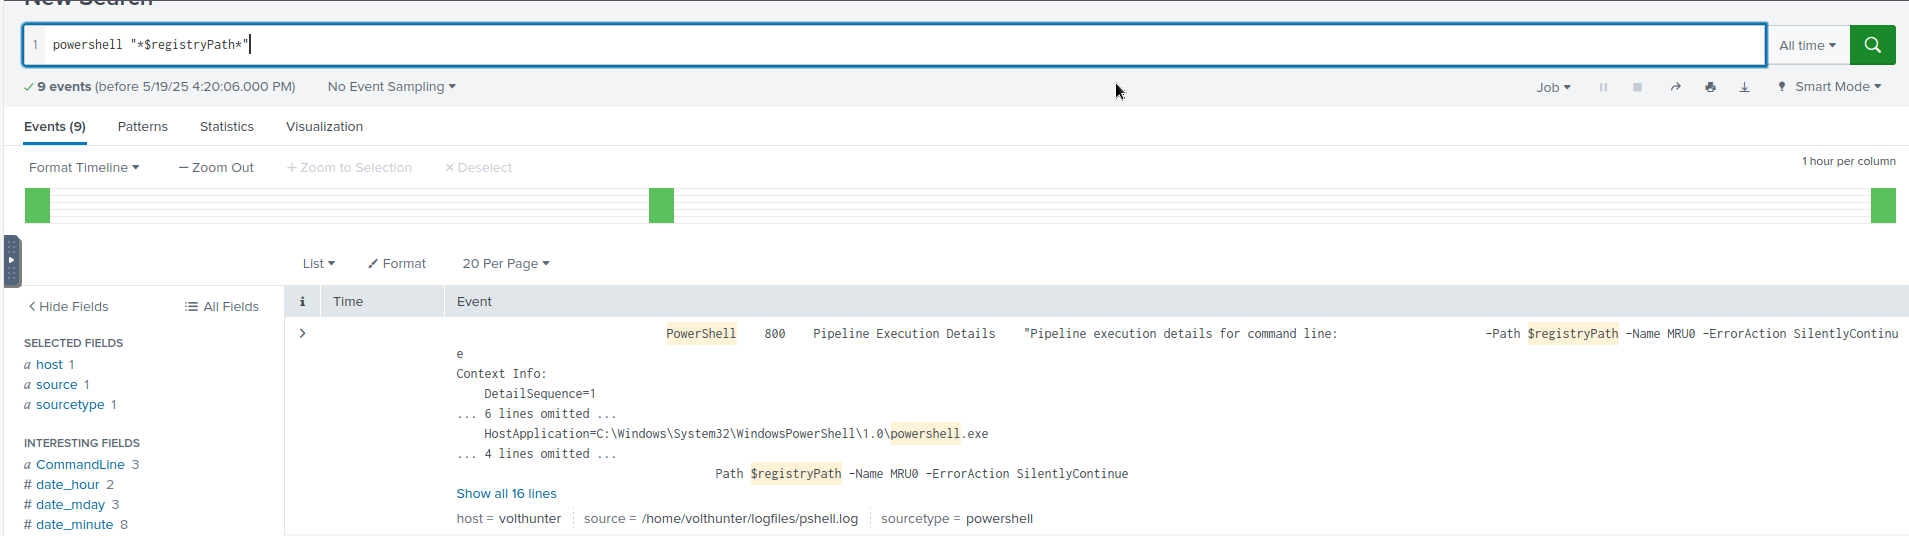 New Search
1 powershell "*$registryPath*"
All time
9 events (before 5/19/25 4:20:06.000 PM)
No Event Sampling
Job
Smart Mode
Events (9)
Patterns
Statistics
Visualization
Format Timeline
— Zoom Out
+ Zoom to Selection
× Deselect
1 hour per column
List
Format
20 Per Page
< Hide Fields
All Fields
i
Time
Event
SELECTED FIELDS
a host 1
a source 1
a sourcetype 1
INTERESTING FIELDS
a CommandLine 3
# date_hour 2
# date_mday 3
# date_minute 8
PowerShell 800 Pipeline Execution Details "Pipeline execution details for command line: -Path $registryPath -Name MRU0 -ErrorAction SilentlyContinu
e
Context Info:
DetailSequence=1
... 6 lines omitted ...
HostApplication=C:\Windows\System32\WindowsPowerShell\1.0\powershell.exe
... 4 lines omitted ...
Path $registryPath -Name MRU0 -ErrorAction SilentlyContinue
Show all 16 lines
host = volthunter source = /home/volthunter/logfiles/pshell.log sourcetype = powershell